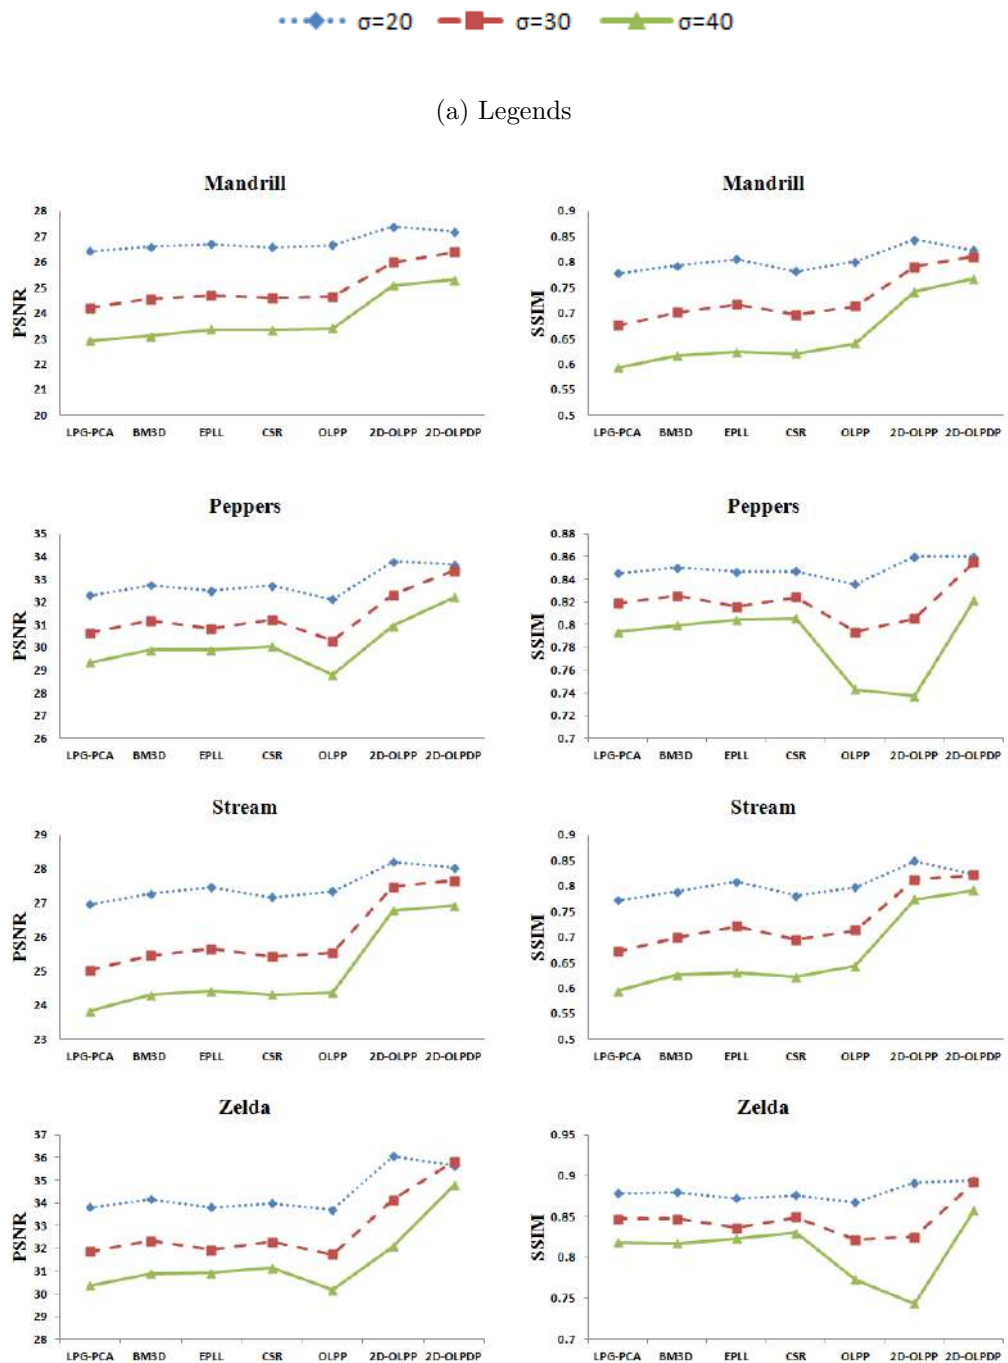 σ=20 σ=30 σ=40
(a) Legends
Mandrill
28
27
26
25
24
23
22
21
20
PSNR
LPG-PCA BM3D EPLL CSR OLPP 2D-OLPP 2D-OLPDP
Mandrill
0.9
0.85
0.8
0.75
0.7
0.65
0.6
0.55
0.5
SSIM
LPG-PCA BM3D EPLL CSR OLPP 2D-OLPP 2D-OLPDP
Peppers
35
34
33
32
31
30
29
28
27
26
PSNR
LPG-PCA BM3D EPLL CSR OLPP 2D-OLPP 2D-OLPDP
Peppers
0.88
0.86
0.84
0.82
0.8
0.78
0.76
0.74
0.72
0.7
SSIM
LPG-PCA BM3D EPLL CSR OLPP 2D-OLPP 2D-OLPDP
Stream
29
28
27
26
25
24
23
PSNR
LPG-PCA BM3D EPLL CSR OLPP 2D-OLPP 2D-OLPDP
Stream
0.9
0.85
0.8
0.75
0.7
0.65
0.6
0.55
0.5
SSIM
LPG-PCA BM3D EPLL CSR OLPP 2D-OLPP 2D-OLPDP
Zelda
37
36
35
34
33
32
31
30
29
28
PSNR
LPG-PCA BM3D EPLL CSR OLPP 2D-OLPP 2D-OLPDP
Zelda
0.95
0.9
0.85
0.8
0.75
0.7
SSIM
LPG-PCA BM3D EPLL CSR OLPP 2D-OLPP 2D-OLPDP